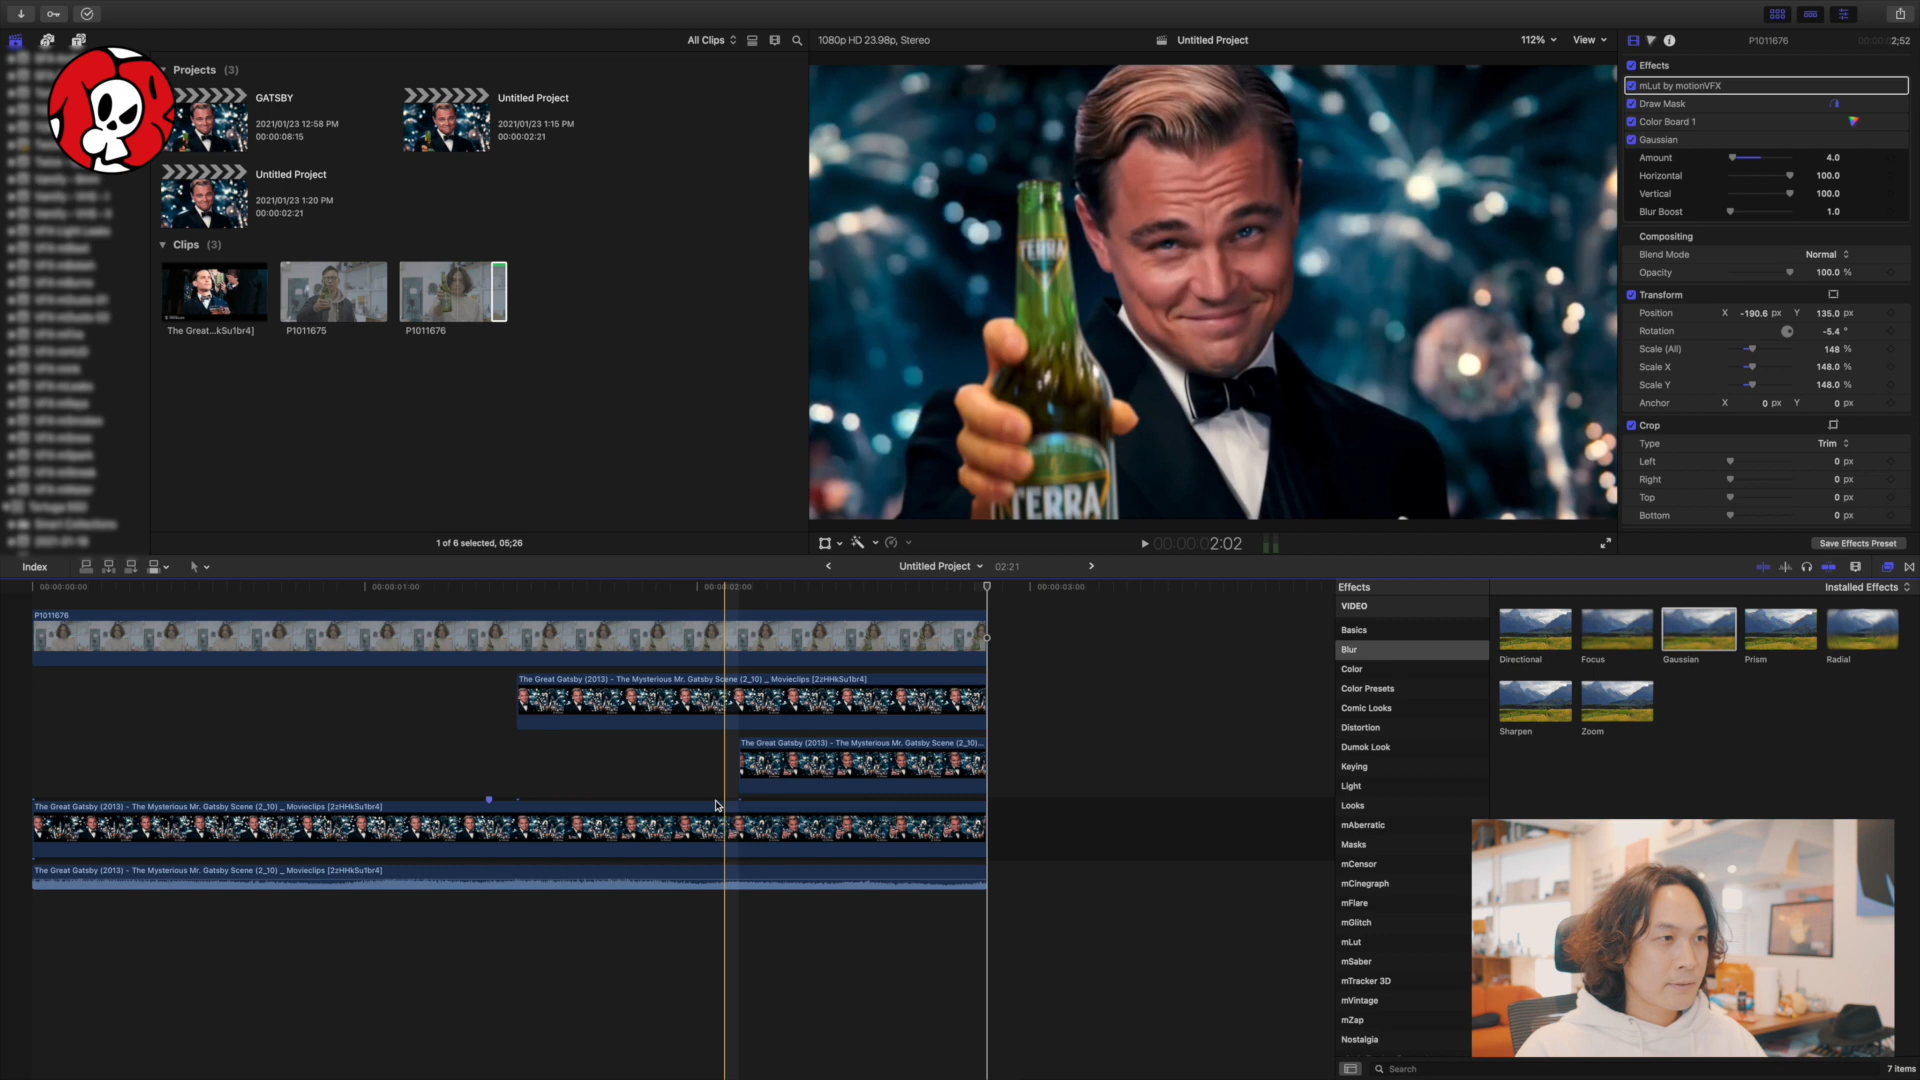 All Clips
1080p HD 23.98p, Stereo
Untitled Project
112%
View
P1011676
2:52
Projects (3)
GATSBY
2021/01/23 12:58 PM
00:00:08:15
Untitled Project
2021/01/23 1:15 PM
00:00:02:21
Untitled Project
2021/01/23 1:20 PM
00:00:02:21
Clips (3)
The Great...kSu1br4]
P1011675
P1011676
1 of 6 selected, 05;26
TERRA
TERRA
00:00:02:02
Effects
mLut by motionVFX
Draw Mask
Color Board 1
Gaussian
Amount 4.0
Horizontal 100.0
Vertical 100.0
Blur Boost 1.0
Compositing
Blend Mode Normal
Opacity 100.0 %
Transform
Position X -190.6 px Y 135.0 px
Rotation -5.4 °
Scale (All) 148 %
Scale X 148.0 %
Scale Y 148.0 %
Anchor X 0 px Y 0 px
Crop
Type Trim
Left 0 px
Right 0 px
Top 0 px
Bottom 0 px
Save Effects Preset
Index
Untitled Project 02:21
00:00:00:00
00:00:01:00
00:00:02:00
00:00:03:00
P1011676
The Great Gatsby (2013) - The Mysterious Mr. Gatsby Scene (2_10) _ Movieclips [2zHHkSu1br4]
The Great Gatsby (2013) - The Mysterious Mr. Gatsby Scene (2_10)...
The Great Gatsby (2013) - The Mysterious Mr. Gatsby Scene (2_10) _ Movieclips [2zHHkSu1br4]
The Great Gatsby (2013) - The Mysterious Mr. Gatsby Scene (2_10) _ Movieclips [2zHHkSu1br4]
Effects
Installed Effects
VIDEO
Basics
Blur
Color
Color Presets
Comic Looks
Distortion
Dumok Look
Keying
Light
Looks
mAberratic
Masks
mCensor
mCinegraph
mFlare
mGlitch
mLut
mSaber
mTracker 3D
mVintage
mZap
Nostalgia
Directional
Focus
Gaussian
Prism
Radial
Sharpen
Zoom
Search
7 items